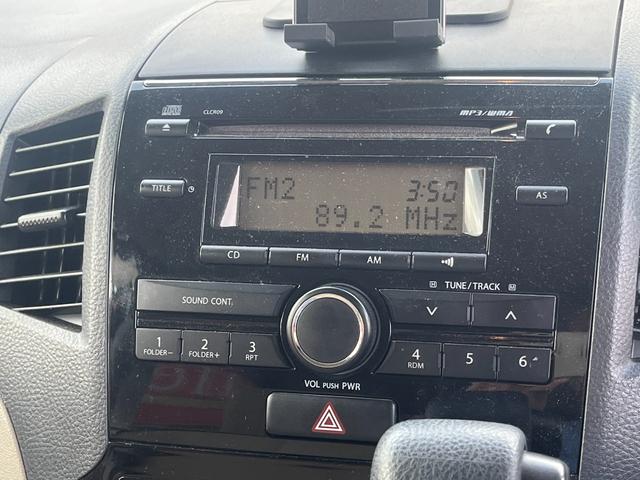 CLCR09
MP3/WMA
TITLE
AS
FM2 3:50
89.2 MHz
CD FM AM
TUNE/TRACK
SOUND CONT.
1 FOLDER-
2 FOLDER+
3 RPT
4 RDM
5
6
VOL PUSH PWR